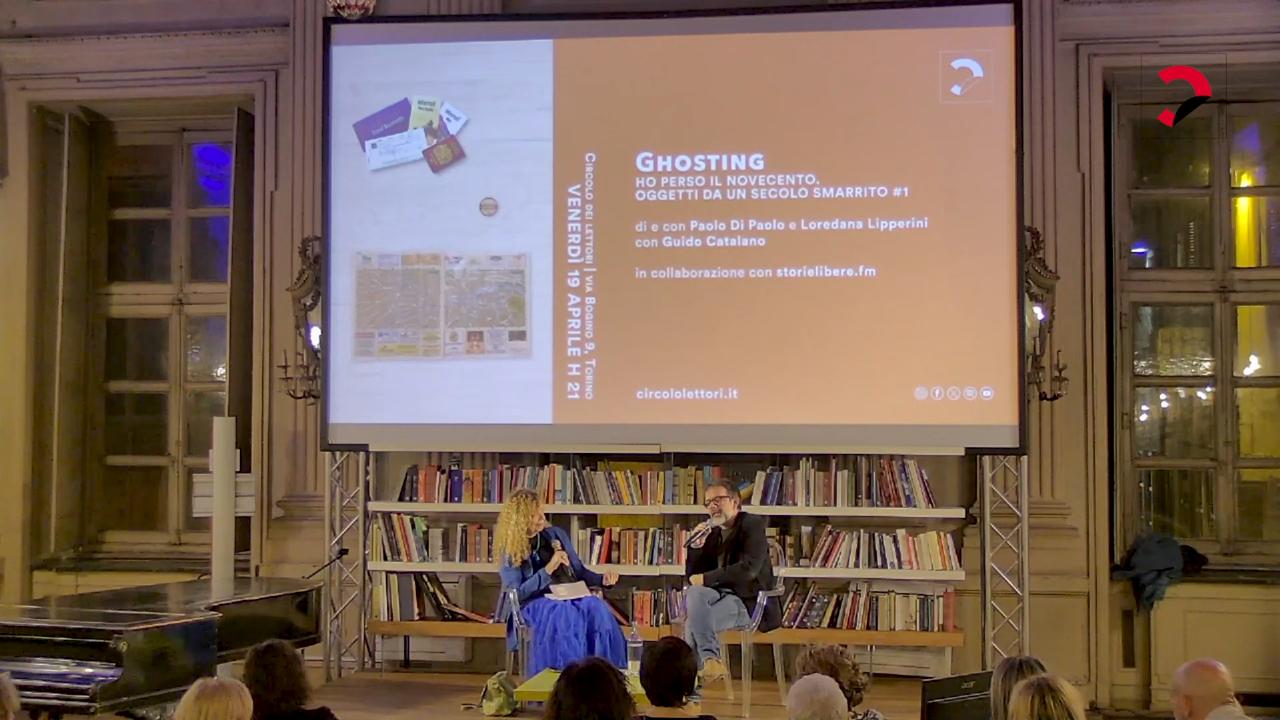 GHOSTING
HO PERSO IL NOVECENTO.
OGGETTI DA UN SECOLO SMARRITO #1
di e con Paolo Di Paolo e Loredana Lipperini
con Guido Catalano
in collaborazione con storielibere.fm
circololettori.it
CIRCOLO DEI LETTORI | VIA BOGINO 9, TORINO
VENERDÌ 19 APRILE H 21
acer